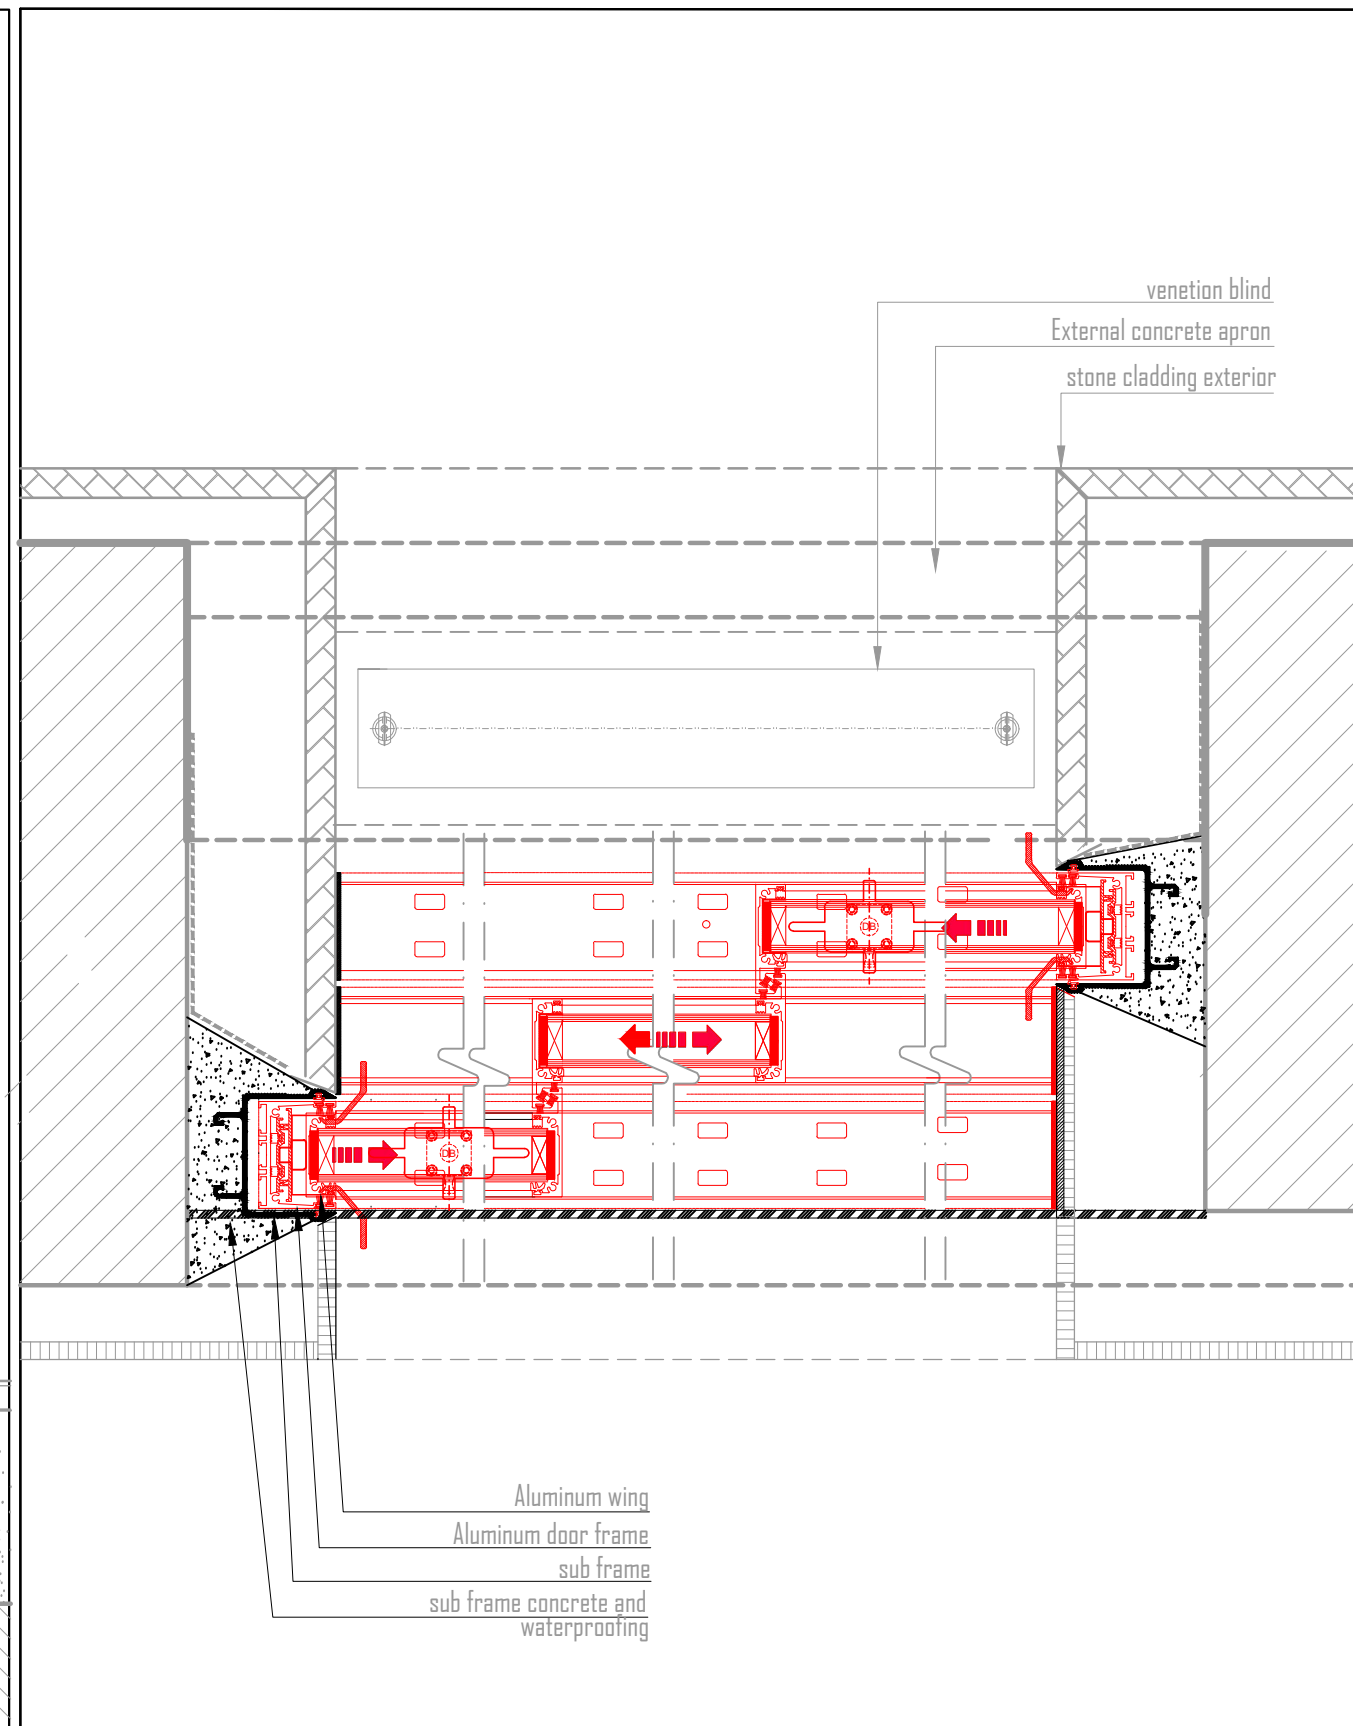 venetion blind
External concrete apron
stone cladding exterior
DB
DB
Aluminum wing
Aluminum door frame
sub frame
sub frame concrete and
waterproofing